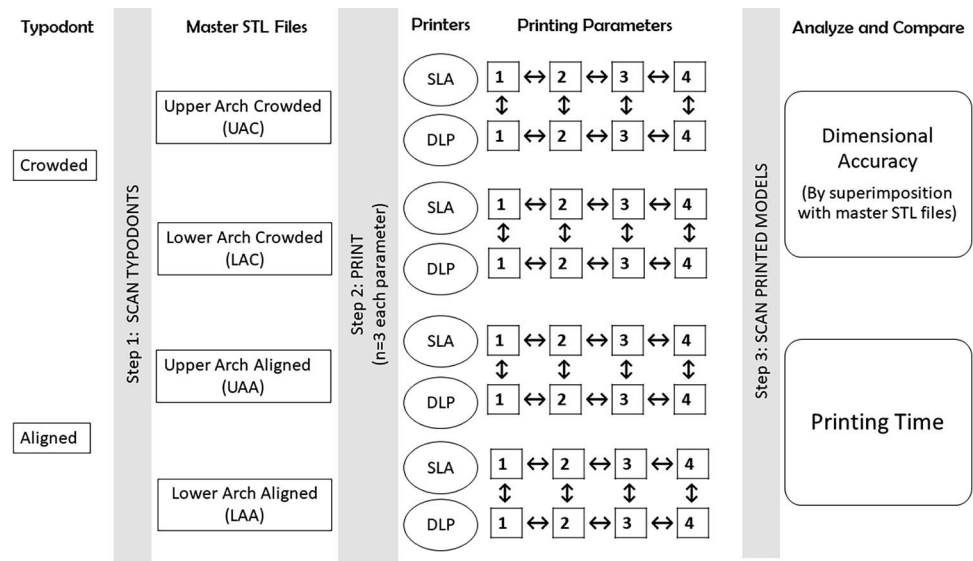 Typodont
Master STL Files
Printers
Printing Parameters
Analyze and Compare
Crowded
Aligned
Step 1: SCAN TYPODONTS
Upper Arch Crowded
(UAC)
Lower Arch Crowded
(LAC)
Upper Arch Aligned
(UAA)
Lower Arch Aligned
(LAA)
Step 2: PRINT
(n=3 each parameter)
SLA
1 2 3 4
DLP
1 2 3 4
SLA
1 2 3 4
DLP
1 2 3 4
SLA
1 2 3 4
DLP
1 2 3 4
SLA
1 2 3 4
DLP
1 2 3 4
Step 3: SCAN PRINTED MODELS
Dimensional
Accuracy
(By superimposition
with master STL files)
Printing Time